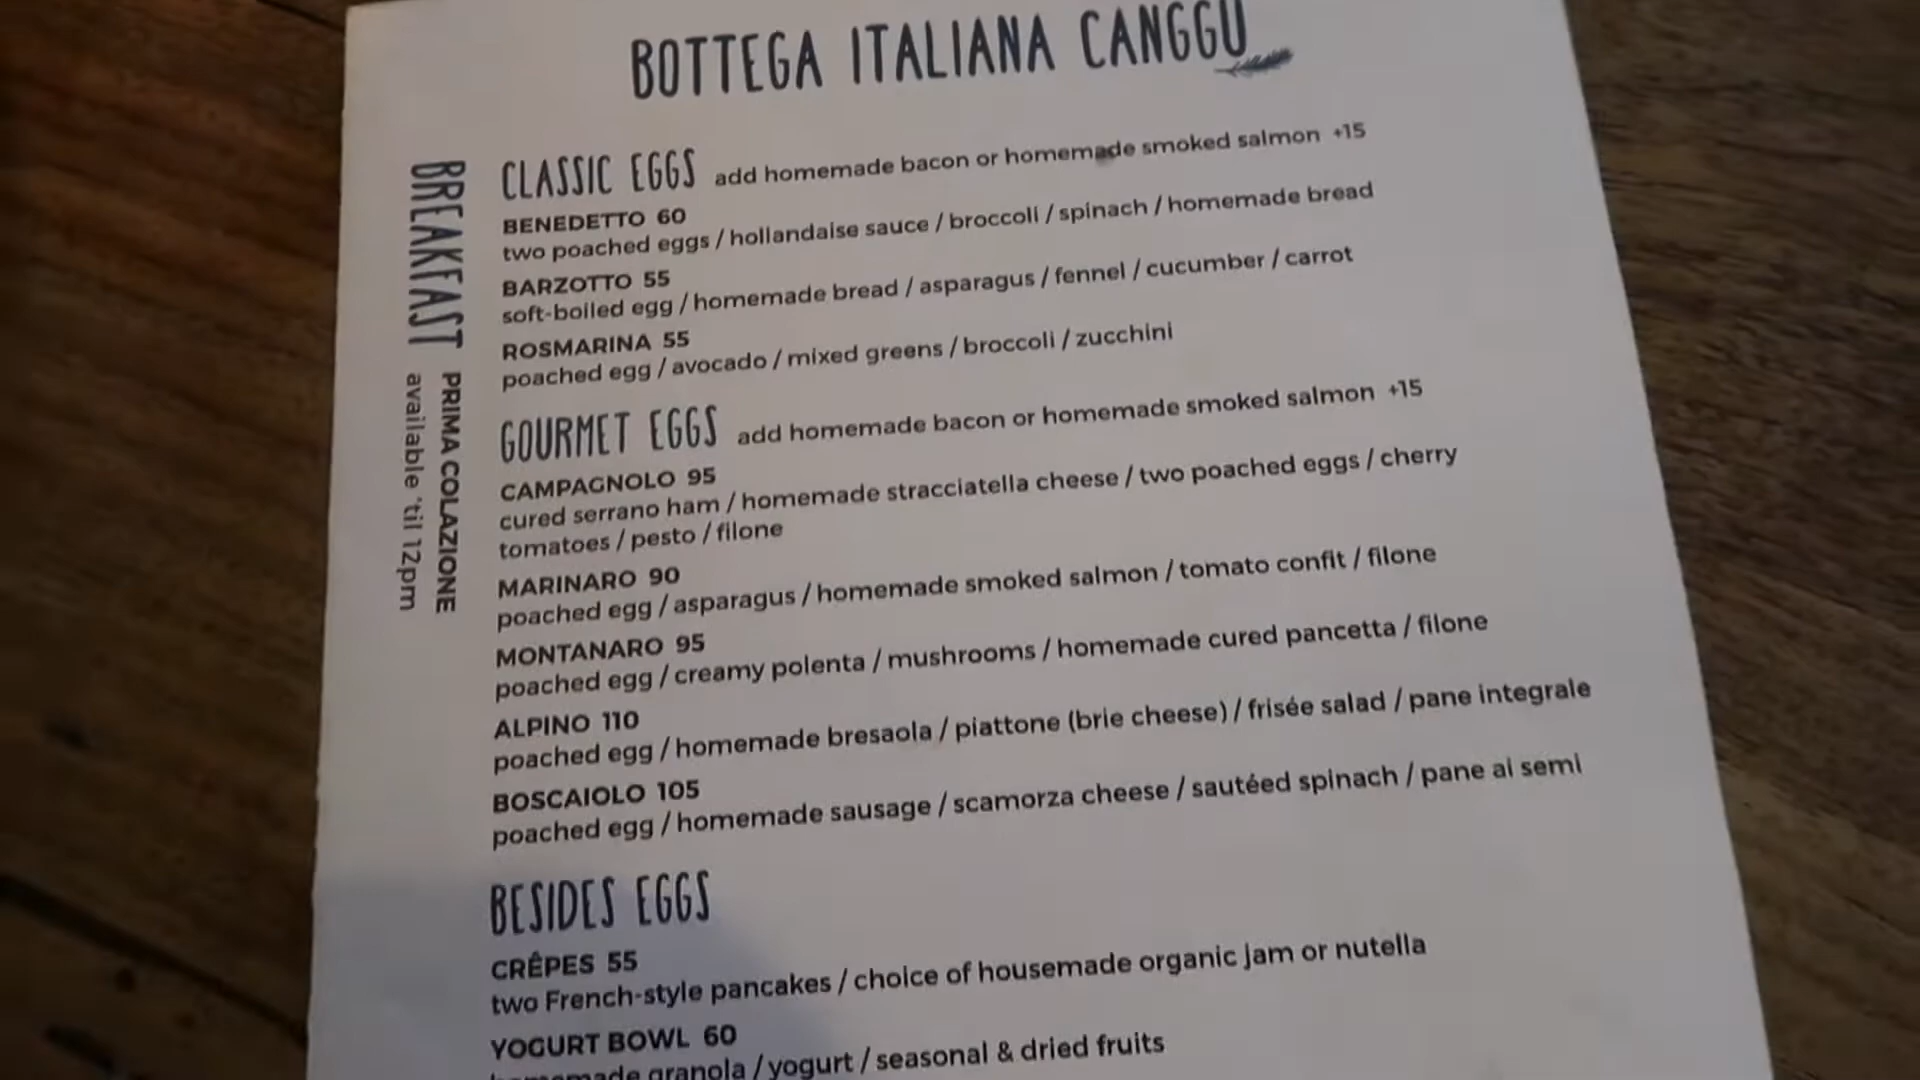 BOTTEGA ITALIANA CANGGU
BREAKFAST
PRIMA COLAZIONE
available 'til 12pm
CLASSIC EGGS add homemade bacon or homemade smoked salmon +15
BENEDETTO 60
two poached eggs / hollandaise sauce / broccoli / spinach / homemade bread
BARZOTTO 55
soft-boiled egg / homemade bread / asparagus / fennel / cucumber / carrot
ROSMARINA 55
poached egg / avocado / mixed greens / broccoli / zucchini
GOURMET EGGS add homemade bacon or homemade smoked salmon +15
CAMPAGNOLO 95
cured serrano ham / homemade stracciatella cheese / two poached eggs / cherry
tomatoes / pesto / filone
MARINARO 90
poached egg / asparagus / homemade smoked salmon / tomato confit / filone
MONTANARO 95
poached egg / creamy polenta / mushrooms / homemade cured pancetta / filone
ALPINO 110
poached egg / homemade bresaola / piattone (brie cheese) / frisée salad / pane integrale
BOSCAIOLO 105
poached egg / homemade sausage / scamorza cheese / sautéed spinach / pane ai semi
BESIDES EGGS
CRÊPES 55
two French-style pancakes / choice of housemade organic jam or nutella
YOGURT BOWL 60
homemade granola / yogurt / seasonal & dried fruits